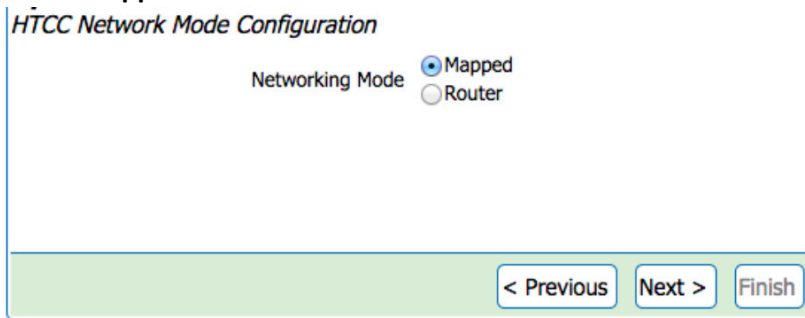 HTCC Network Mode Configuration
Networking Mode
Mapped
Router
< Previous Next > Finish